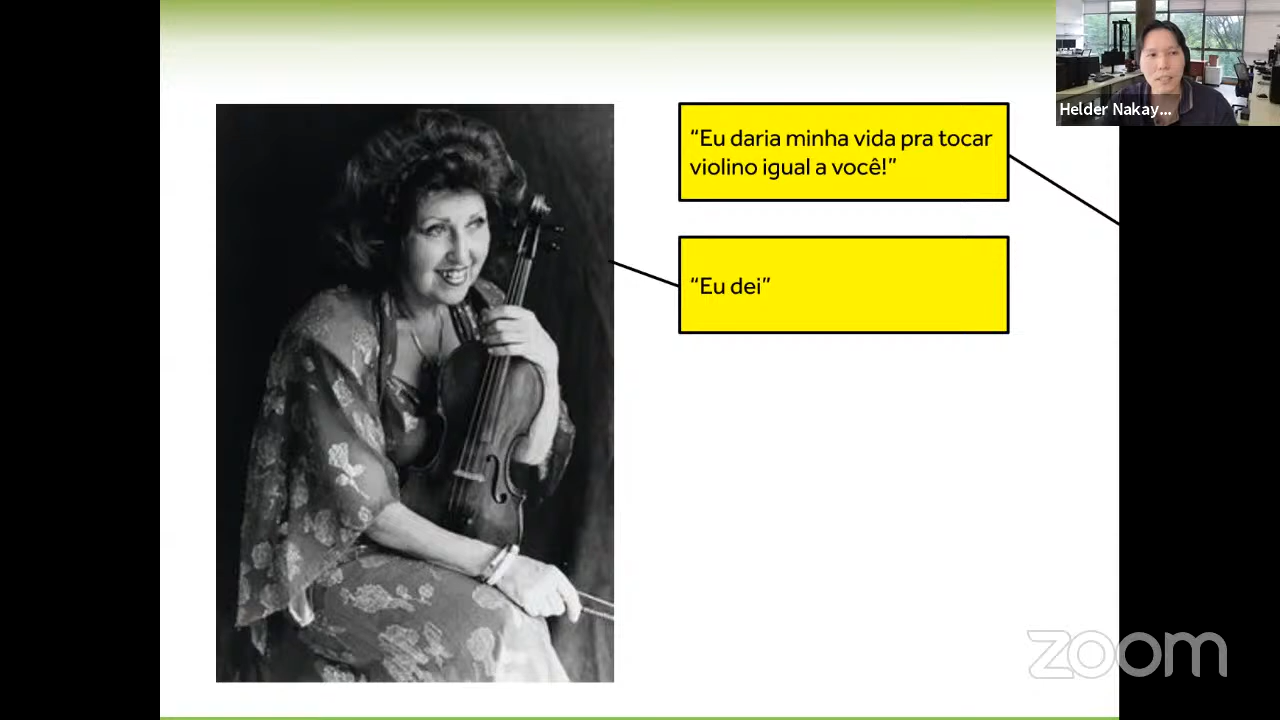 Helder Nakay...
“Eu daria minha vida pra tocar
violino igual a você!”
“Eu dei”
zoom